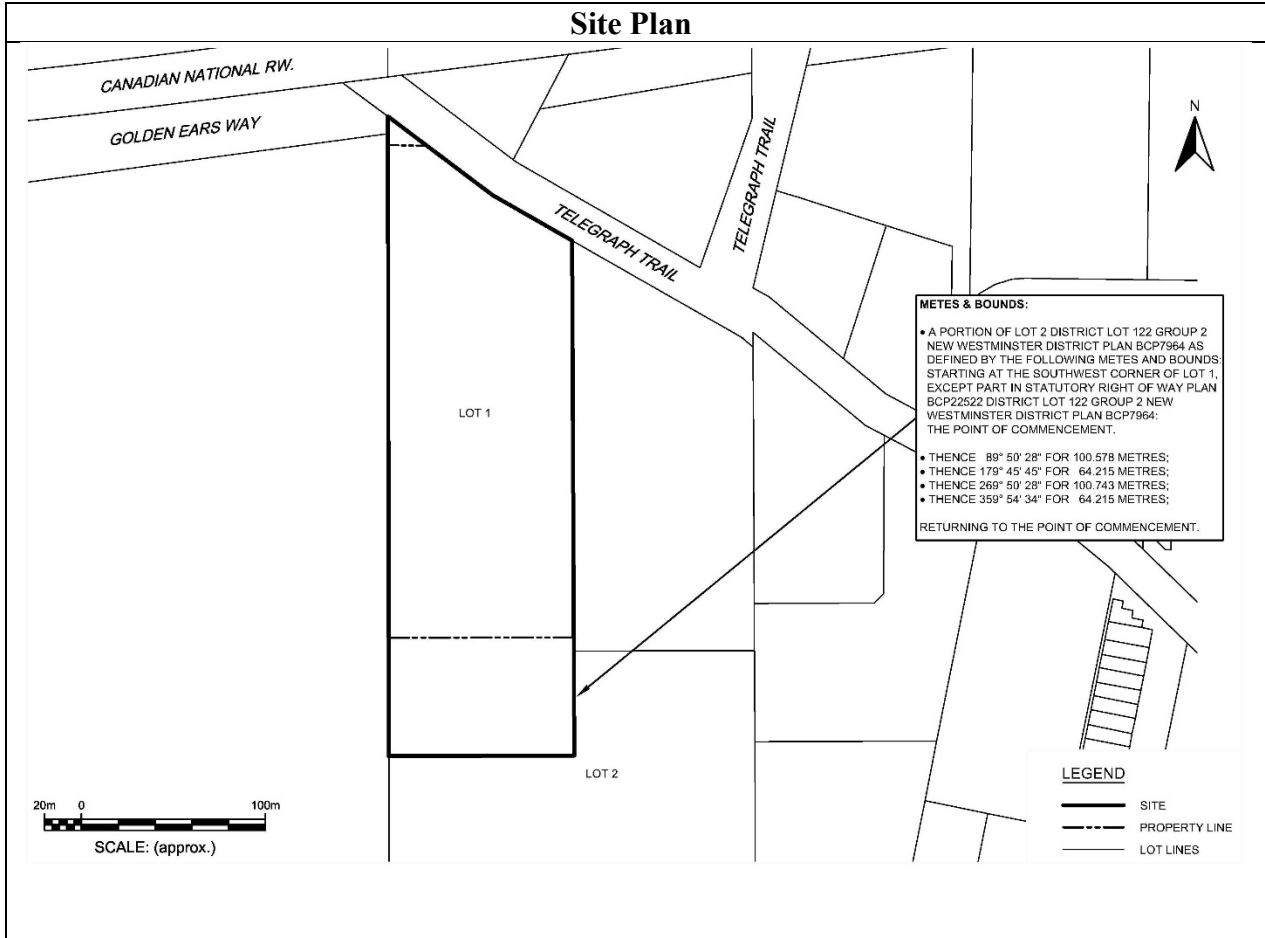 Site Plan
CANADIAN NATIONAL RW.
GOLDEN EARS WAY
N
TELEGRAPH TRAIL
TELEGRAPH TRAIL
METES & BOUNDS:
• A PORTION OF LOT 2 DISTRICT LOT 122 GROUP 2
NEW WESTMINSTER DISTRICT PLAN BCP7964 AS
DEFINED BY THE FOLLOWING METES AND BOUNDS:
STARTING AT THE SOUTHWEST CORNER OF LOT 1,
EXCEPT PART IN STATUTORY RIGHT OF WAY PLAN
BCP22522 DISTRICT LOT 122 GROUP 2 NEW
WESTMINSTER DISTRICT PLAN BCP7964:
THE POINT OF COMMENCEMENT.
• THENCE 89° 50' 28" FOR 100.578 METRES;
• THENCE 179° 45' 45" FOR 64.215 METRES;
• THENCE 269° 50' 28" FOR 100.743 METRES;
• THENCE 359° 54' 34" FOR 64.215 METRES;
RETURNING TO THE POINT OF COMMENCEMENT.
LOT 1
LOT 2
20m 0 100m
SCALE: (approx.)
LEGEND
SITE
PROPERTY LINE
LOT LINES